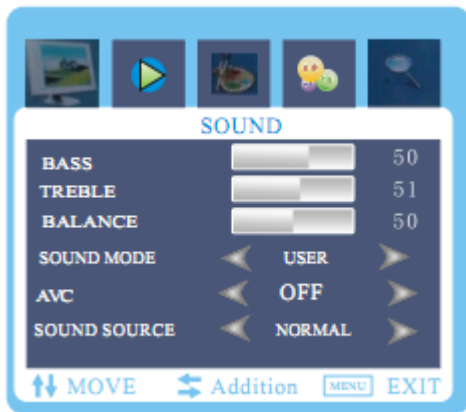 SOUND
BASS 50
TREBLE 51
BALANCE 50
SOUND MODE USER
AVC OFF
SOUND SOURCE NORMAL
MOVE Addition MENU EXIT